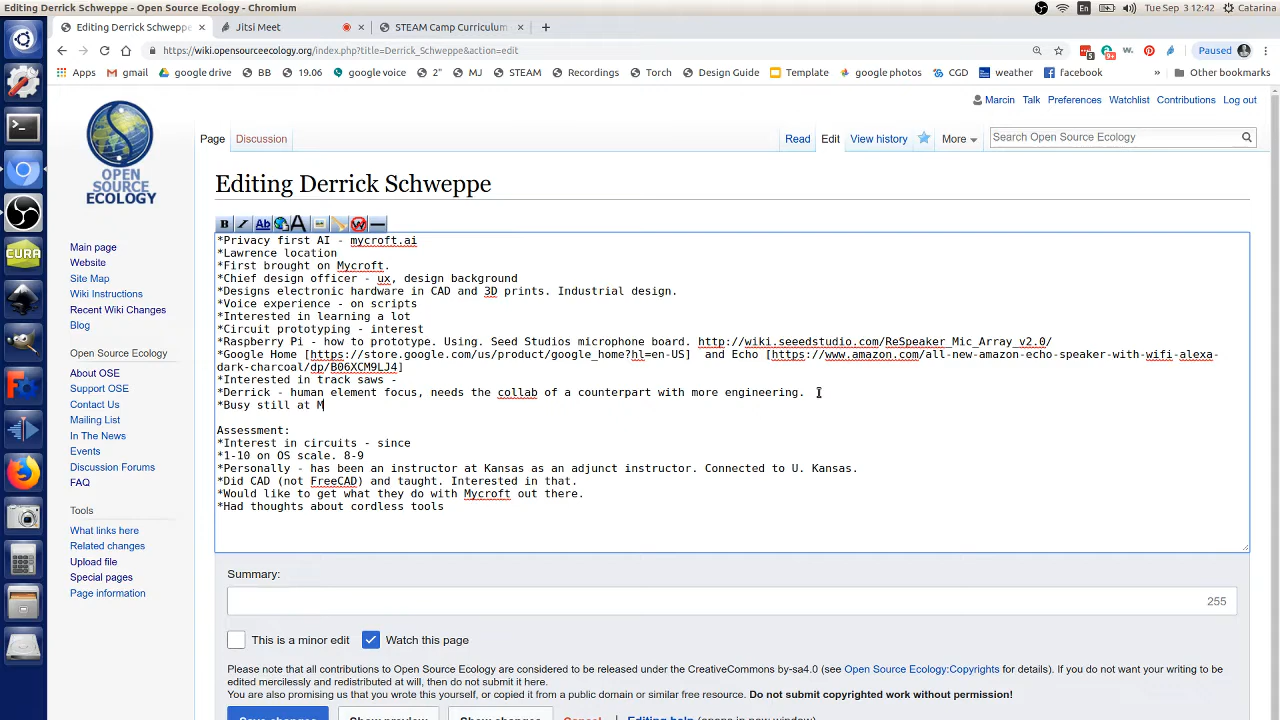 Editing Derrick Schweppe - Open Source Ecology - Chromium
En
Tue Sep 3 12:42
Catarina
Editing Derrick Schweppe
Jitsi Meet
STEAM Camp Curriculum
https://wiki.opensourceecology.org/index.php?title=Derrick_Schweppe&action=edit
Paused
Apps
gmail
google drive
BB
19.06
google voice
2"
MJ
STEAM
Recordings
Torch
Design Guide
Template
google photos
CGD
weather
facebook
»
Other bookmarks
Marcin
Talk
Preferences
Watchlist
Contributions
Log out
OPEN
SOURCE
ECOLOGY
Page
Discussion
Read
Edit
View history
More
Search Open Source Ecology
Editing Derrick Schweppe
Main page
Website
Site Map
Wiki Instructions
Recent Wiki Changes
Blog
Open Source Ecology
About OSE
Support OSE
Contact Us
Mailing List
In The News
Events
Discussion Forums
FAQ
Tools
What links here
Related changes
Upload file
Special pages
Page information
CURA
B I Ab A W
*Privacy first AI - mycroft.ai
*Lawrence location
*First brought on Mycroft.
*Chief design officer - ux, design background
*Designs electronic hardware in CAD and 3D prints. Industrial design.
*Voice experience - on scripts
*Interested in learning a lot
*Circuit prototyping - interest
*Raspberry Pi - how to prototype. Using. Seed Studios microphone board. http://wiki.seeedstudio.com/ReSpeaker_Mic_Array_v2.0/
*Google Home [https://store.google.com/us/product/google_home?hl=en-US]  and Echo [https://www.amazon.com/all-new-amazon-echo-speaker-with-wifi-alexa-
dark-charcoal/dp/B06XCM9LJ4]
*Interested in track saws -
*Derrick - human element focus, needs the collab of a counterpart with more engineering.
*Busy still at M
Assessment:
*Interest in circuits - since
*1-10 on OS scale. 8-9
*Personally - has been an instructor at Kansas as an adjunct instructor. Connected to U. Kansas.
*Did CAD (not FreeCAD) and taught. Interested in that.
*Would like to get what they do with Mycroft out there.
*Had thoughts about cordless tools
Summary:
255
This is a minor edit
Watch this page
Please note that all contributions to Open Source Ecology are considered to be released under the CreativeCommons by-sa4.0 (see Open Source Ecology:Copyrights for details). If you do not want your writing to
be edited mercilessly and redistributed at will, then do not submit it here.
You are also promising us that you wrote this yourself, or copied it from a public domain or similar free resource. Do not submit copyrighted work without permission!
Save changes
Show preview
Show changes
Cancel
Editing help (opens in new window)